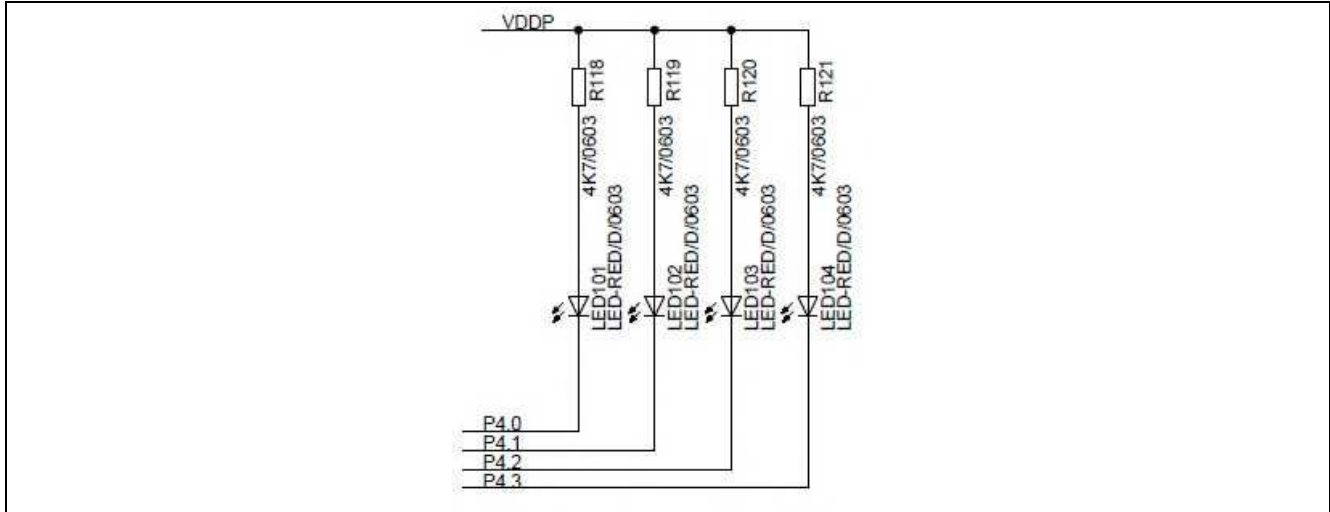 VDDP
R118
R119
R120
R121
4K7/0603
4K7/0603
4K7/0603
4K7/0603
LED101
LED-RED/D/0603
LED102
LED-RED/D/0603
LED103
LED-RED/D/0603
LED104
LED-RED/D/0603
P4.0
P4.1
P4.2
P4.3